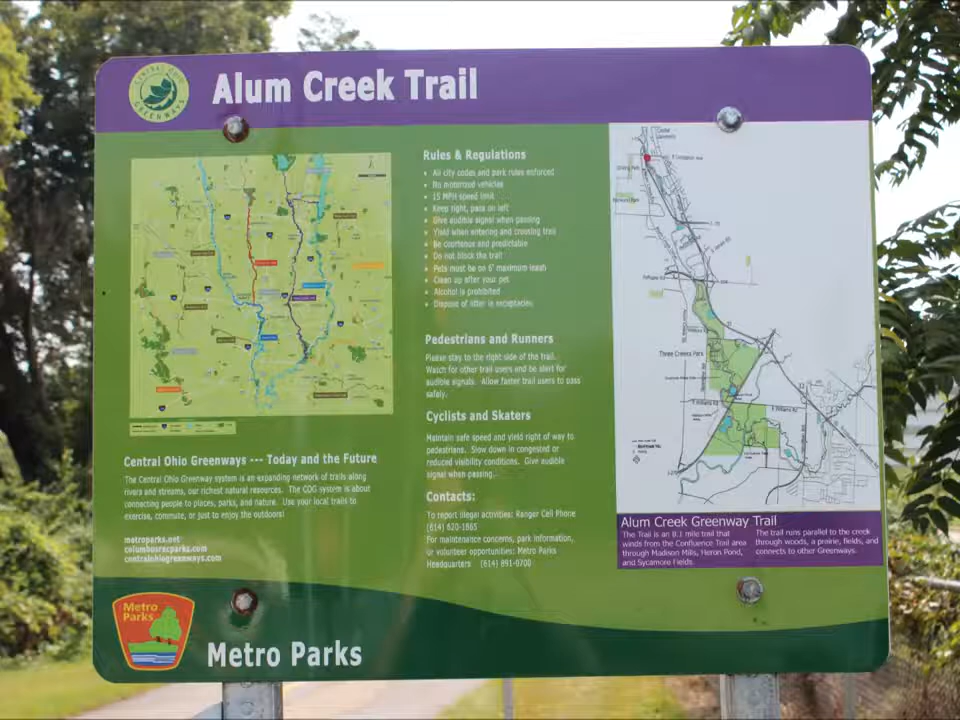 CENTRAL OHIO
GREENWAYS
Alum Creek Trail
Rules & Regulations
• All city codes and park rules enforced
• No motorized vehicles
• 15 MPH speed limit
• Keep right, pass on left
• Give audible signal when passing
• Yield when entering and crossing trail
• Be courteous and predictable
• Do not block the trail
• Pets must be on 6' maximum leash
• Clean up after your pet
• Alcohol is prohibited
• Dispose of litter in receptacles
Pedestrians and Runners
Please stay to the right side of the trail.
Watch for other trail users and be alert for
audible signals. Allow faster trail users to pass
safely.
Cyclists and Skaters
Maintain safe speed and yield right of way to
pedestrians. Slow down in congested or
reduced visibility conditions. Give audible
signal when passing.
Contacts:
To report illegal activities: Ranger Cell Phone
(614) 620-1865
For maintenance concerns, park information,
or volunteer opportunities: Metro Parks
Headquarters (614) 891-0700
Central Ohio Greenways --- Today and the Future
The Central Ohio Greenway system is an expanding network of trails along
rivers and streams, our richest natural resources. The COG system is about
connecting people to places, parks, and nature. Use your local trails to
exercise, commute, or just to enjoy the outdoors!
metroparks.net
columbusrecparks.com
centralohiogreenways.com
Three Creeks Park
Alum Creek Greenway Trail
The Trail is an 8.1 mile trail that
winds from the Confluence Trail area
through Madison Mills, Heron Pond,
and Sycamore Fields.
The trail runs parallel to the creek
through woods, a prairie, fields, and
connects to other Greenways.
Metro
Parks
Metro Parks